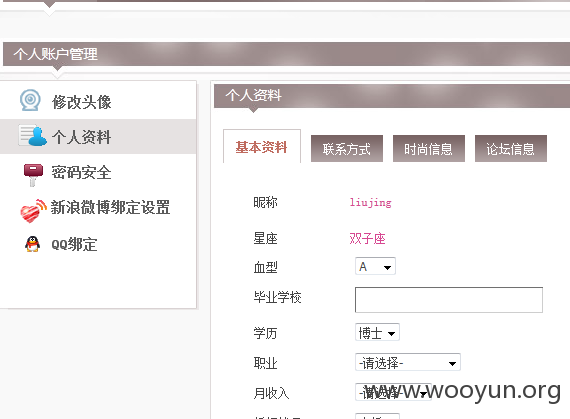 个人账户管理
修改头像
个人资料
密码安全
新浪微博绑定设置
QQ绑定
个人资料
基本资料 联系方式 时尚信息 论坛信息
昵称 liujing
星座 双子座
血型 A
毕业学校
学历 博士
职业 -请选择-
月收入 -请选择-
www.wooyun.org